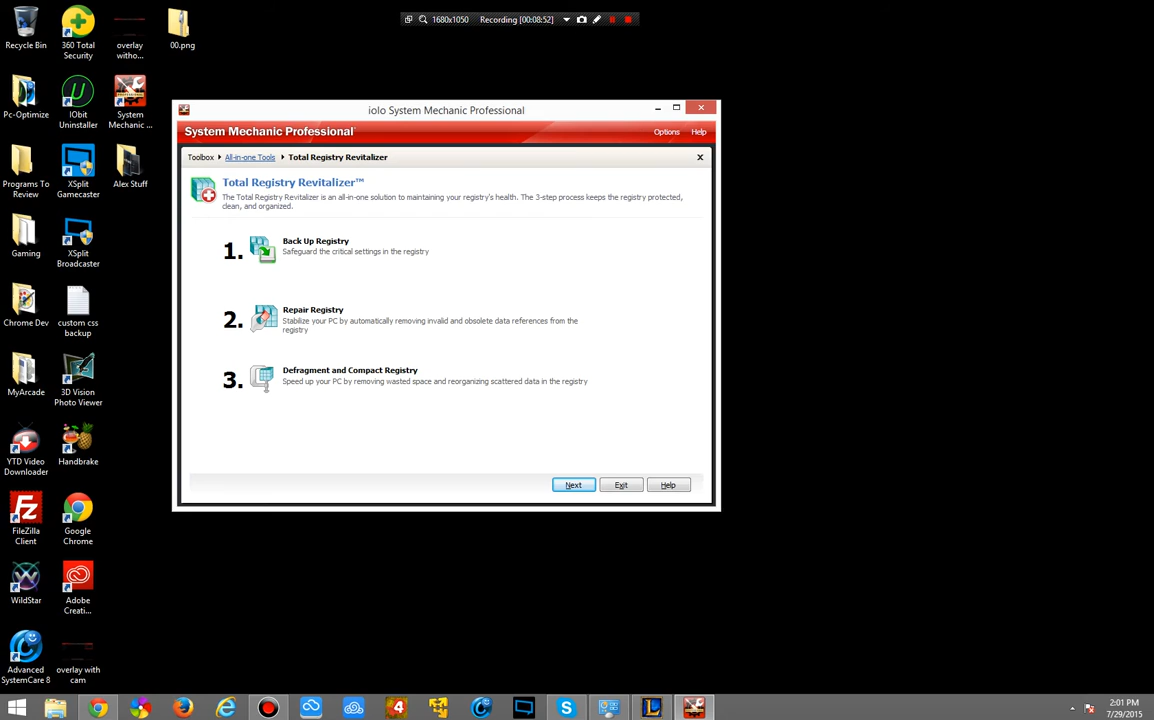 1680x1050 Recording [00:08:52]
Recycle Bin
360 Total
Security
overlay
witho...
00.png
Pc-Optimize
IObit
Uninstaller
System
Mechanic ...
Programs To
Review
XSplit
Gamecaster
Alex Stuff
Gaming
XSplit
Broadcaster
Chrome Dev
custom css
backup
MyArcade
3D Vision
Photo Viewer
YTD Video
Downloader
Handbrake
FileZilla
Client
Google
Chrome
WildStar
Adobe
Creati...
Advanced
SystemCare 8
overlay with
cam
iolo System Mechanic Professional
System Mechanic Professional®
Options Help
Toolbox All-in-one Tools Total Registry Revitalizer
Total Registry Revitalizer™
The Total Registry Revitalizer is an all-in-one solution to maintaining your registry's health. The 3-step process keeps the registry protected,
clean, and organized.
1. Back Up Registry
Safeguard the critical settings in the registry
2. Repair Registry
Stabilize your PC by automatically removing invalid and obsolete data references from the
registry
3. Defragment and Compact Registry
Speed up your PC by removing wasted space and reorganizing scattered data in the registry
Next Exit Help
2:01 PM
7/29/2015